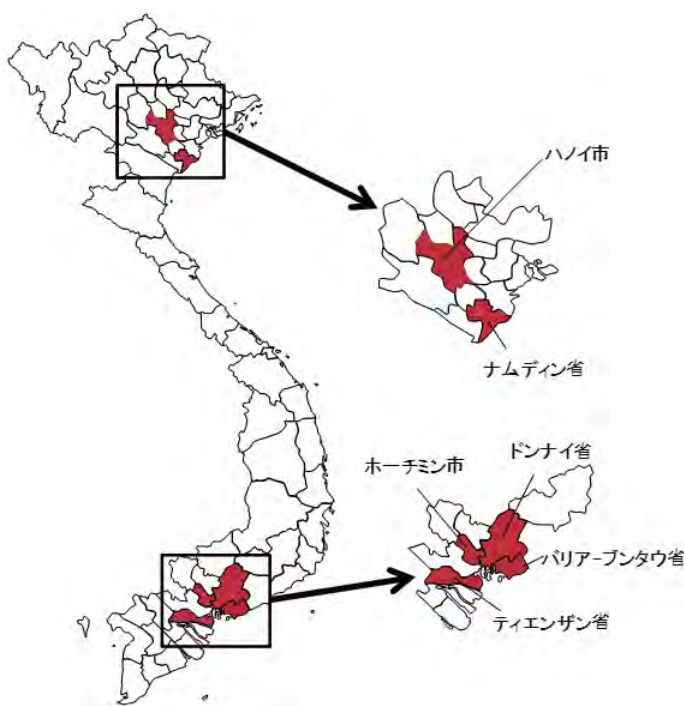 ハノイ市
ナムディン省
ドンナイ省
ホーチミン市
バリア-ブンタウ省
ティエンザン省